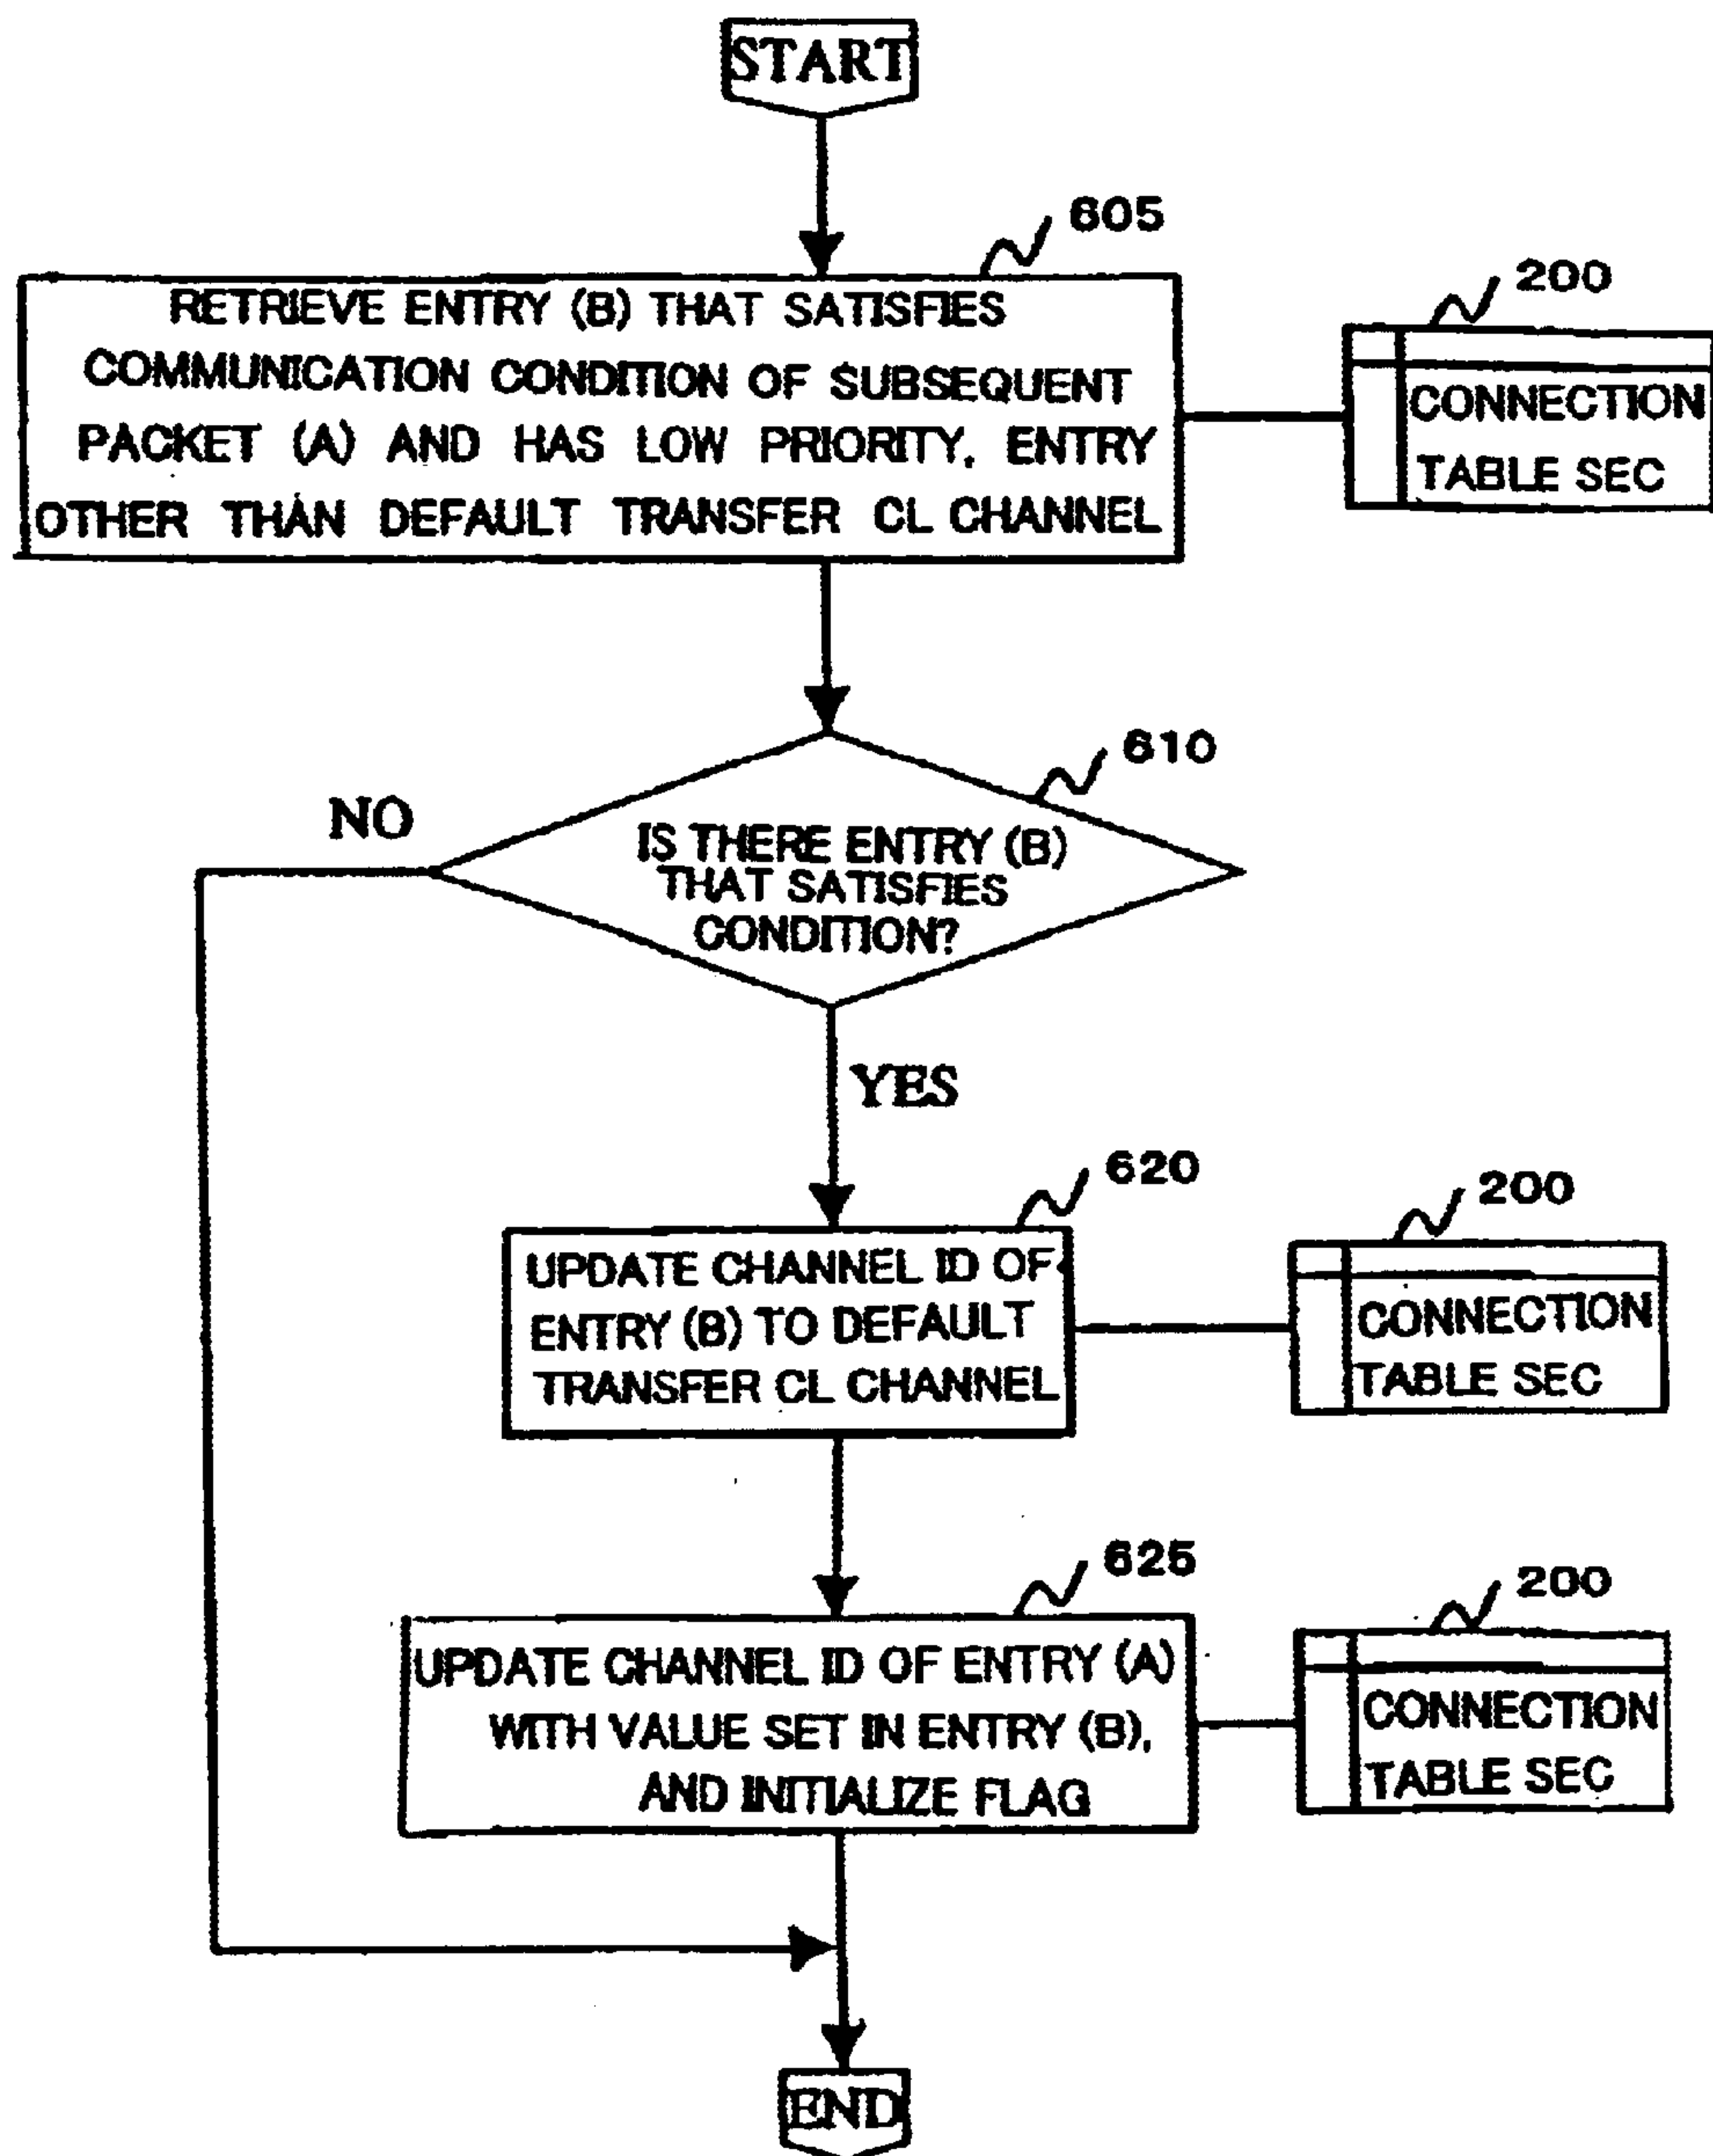 START
605
RETRIEVE ENTRY (B) THAT SATISFIES
COMMUNICATION CONDITION OF SUBSEQUENT
PACKET (A) AND HAS LOW PRIORITY, ENTRY
OTHER THAN DEFAULT TRANSFER CL CHANNEL
200
CONNECTION
TABLE SEC
610
NO
IS THERE ENTRY (B)
THAT SATISFIES
CONDITION?
YES
620
UPDATE CHANNEL ID OF
ENTRY (B) TO DEFAULT
TRANSFER CL CHANNEL
200
CONNECTION
TABLE SEC
625
UPDATE CHANNEL ID OF ENTRY (A)
WITH VALUE SET IN ENTRY (B),
AND INITIALIZE FLAG
200
CONNECTION
TABLE SEC
END